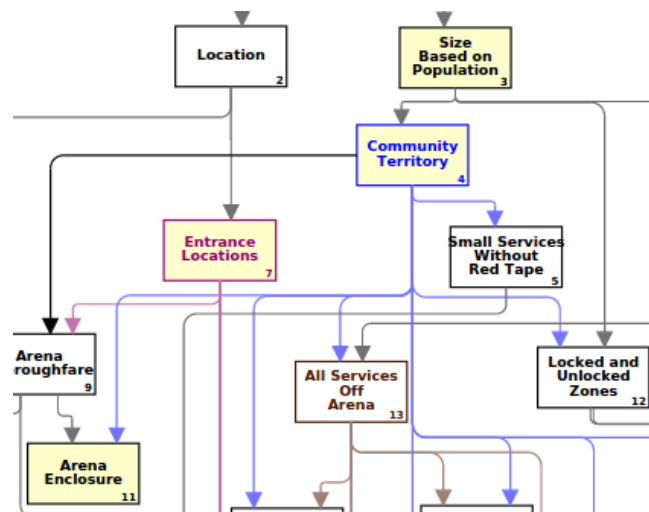 Location
2
Size
Based on
Population
3
Community
Territory
4
Entrance
Locations
7
Small Services
Without
Red Tape
5
Arena
roughfare
9
All Services
Off
Arena
13
Locked and
Unlocked
Zones
12
Arena
Enclosure
11